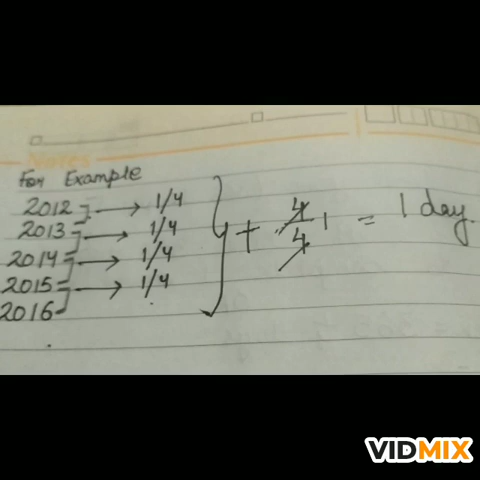 Notes
For Example
2012 → 1/4
2013 → 1/4
2014 → 1/4
2015 → 1/4
2016
+ 4/4 1 = 1 day.
VIDMIX